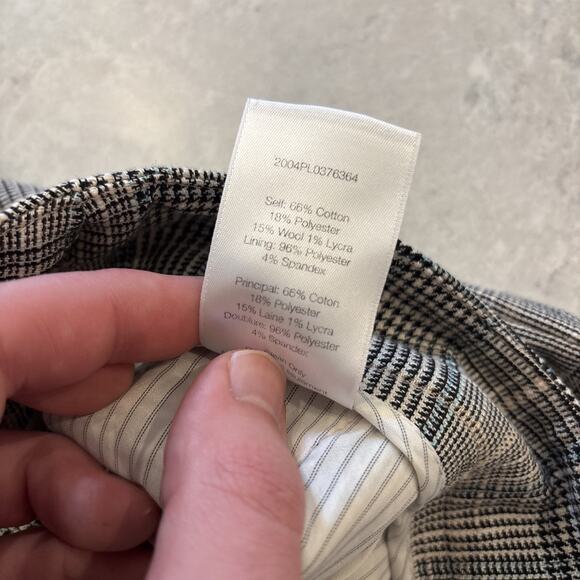 2004PL0376364
Self: 66% Cotton
18% Polyester
15% Wool 1% Lycra
Lining: 96% Polyester
4% Spandex
Principal: 66% Coton
18% Polyester
15% Laine 1% Lycra
Doublure: 96% Polyester
4% Spandex
Only